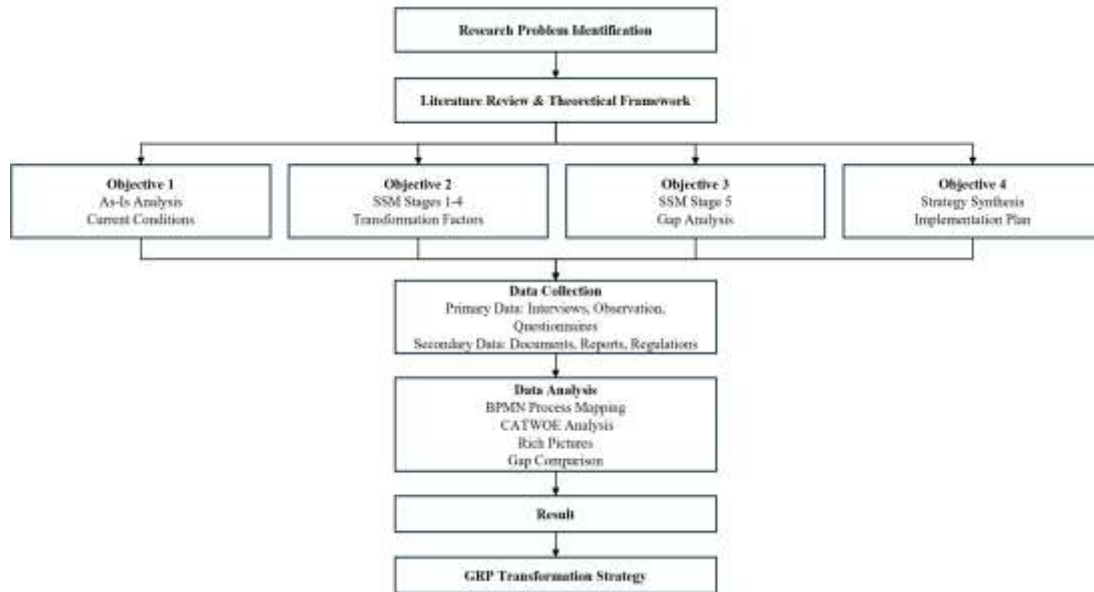 Research Problem Identification
Literature Review & Theoretical Framework
Objective 1
As-Is Analysis
Current Conditions
Objective 2
SSM Stages 1-4
Transformation Factors
Objective 3
SSM Stage 5
Gap Analysis
Objective 4
Strategy Synthesis
Implementation Plan
Data Collection
Primary Data: Interviews, Observation,
Questionnaires
Secondary Data: Documents, Reports, Regulations
Data Analysis
BPMN Process Mapping
CATWOE Analysis
Rich Pictures
Gap Comparison
Result
GRP Transformation Strategy